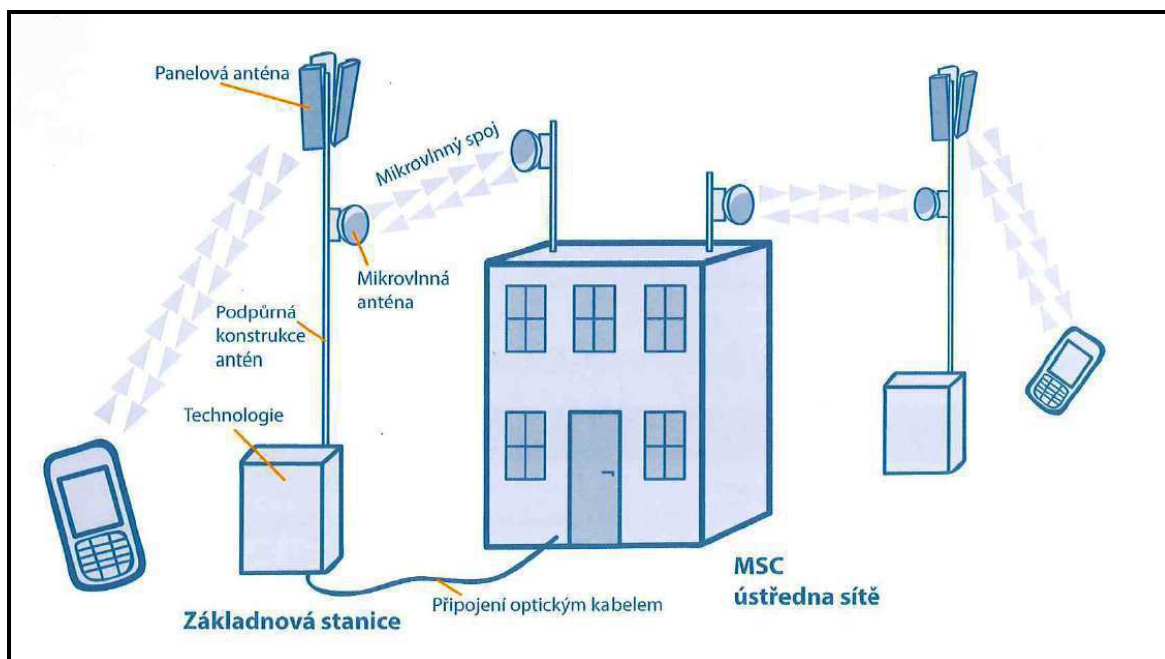 Panelová anténa
Mikrovlnný spoj
Mikrovlnná
anténa
Podpůrná
konstrukce
antén
Technologie
Připojení optickým kabelem
Základnová stanice
MSC
ústředna sítě